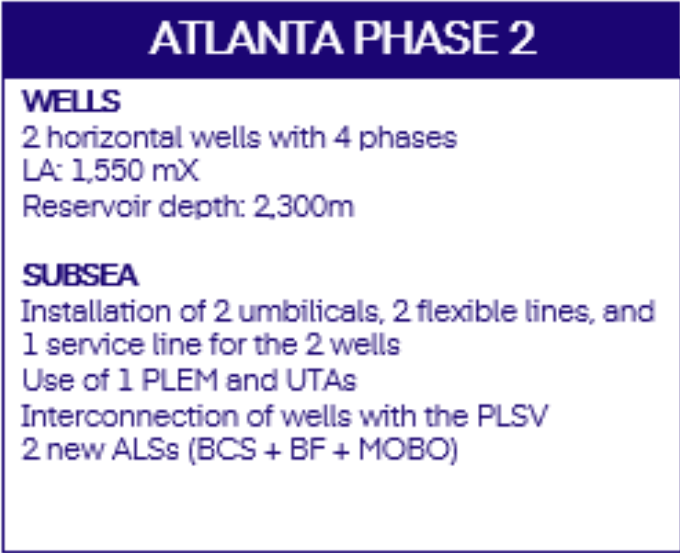 ATLANTA PHASE 2
WELLS
2 horizontal wells with 4 phases
LA: 1,550 mX
Reservoir depth: 2,300m
SUBSEA
Installation of 2 umbilicals, 2 flexible lines, and
1 service line for the 2 wells
Use of 1 PLEM and UTAs
Interconnection of wells with the PLSV
2 new ALSs (BCS + BF + MOBO)